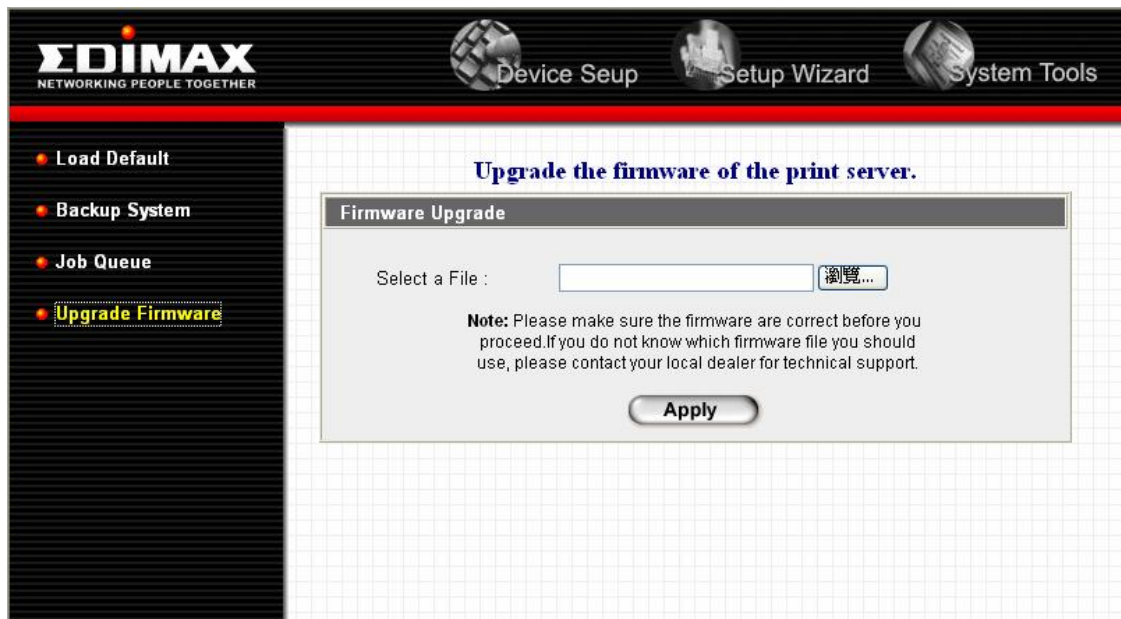 EDIMAX
NETWORKING PEOPLE TOGETHER
Device Seup
Setup Wizard
System Tools
Load Default
Backup System
Job Queue
Upgrade Firmware
Upgrade the firmware of the print server.
Firmware Upgrade
Select a File :
瀏覽...
Note: Please make sure the firmware are correct before you
proceed.If you do not know which firmware file you should
use, please contact your local dealer for technical support.
Apply